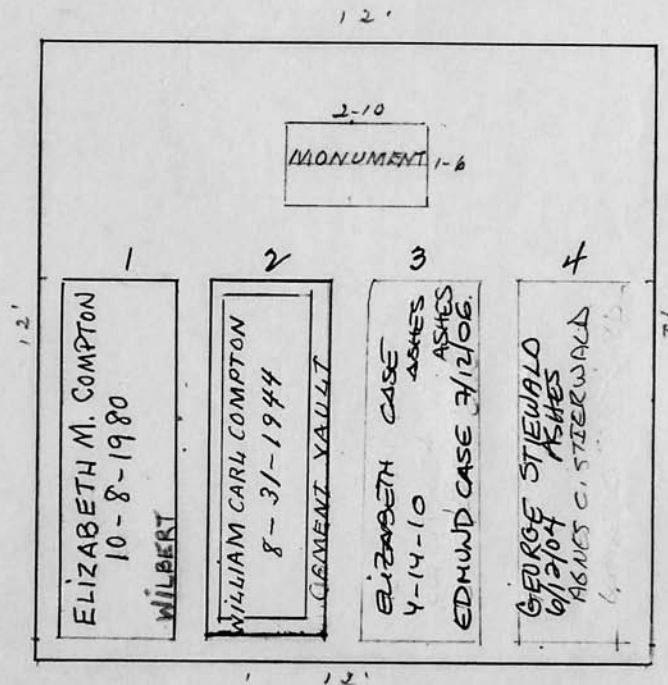 12'
2-10
MONUMENT 1-6
12'
1
ELIZABETH M. COMPTON
10-8-1980
WILBERT
2
WILLIAM CARL COMPTON
8-31-1944
CEMENT VAULT
3
ELIZABETH CASE
4-14-10 ASHES
ASHES
EDMUND CASE 7/12/06.
4
GEORGE STIEWALD
6/2/04 ASHES
AGNES C. STIERWALD
12'